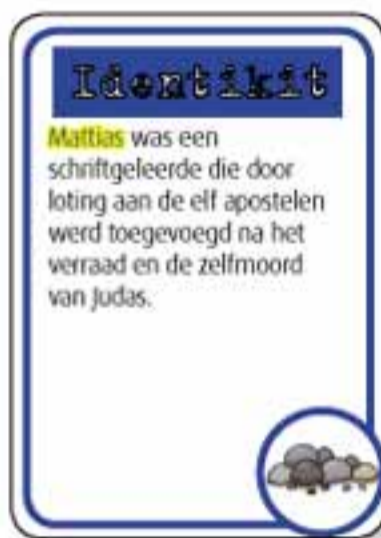 Identikit
Mattias was een
schriftgeleerde die door
loting aan de elf apostelen
werd toegevoegd na het
verraad en de zelfmoord
van Judas.